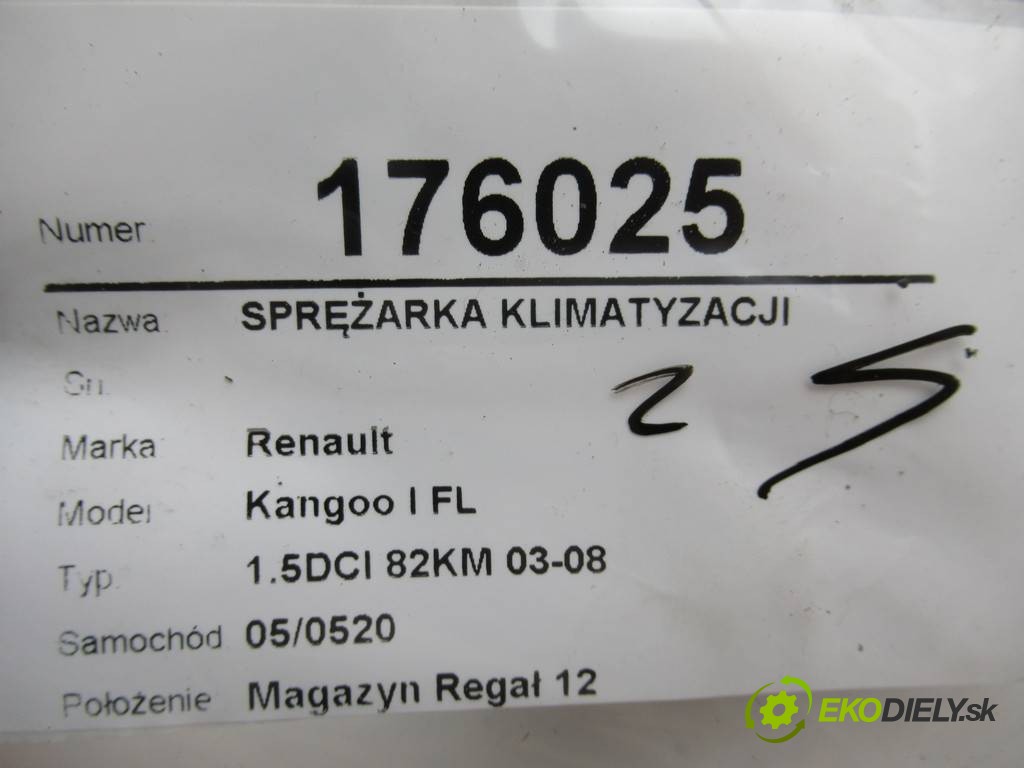 Numer 176025
Nazwa SPRĘŻARKA KLIMATYZACJI
Sn
Marka Renault
Model Kangoo I FL
Typ 1.5DCI 82KM 03-08
Samochód 05/0520
Położenie Magazyn Regał 12
2 5
EKODIELY.sk